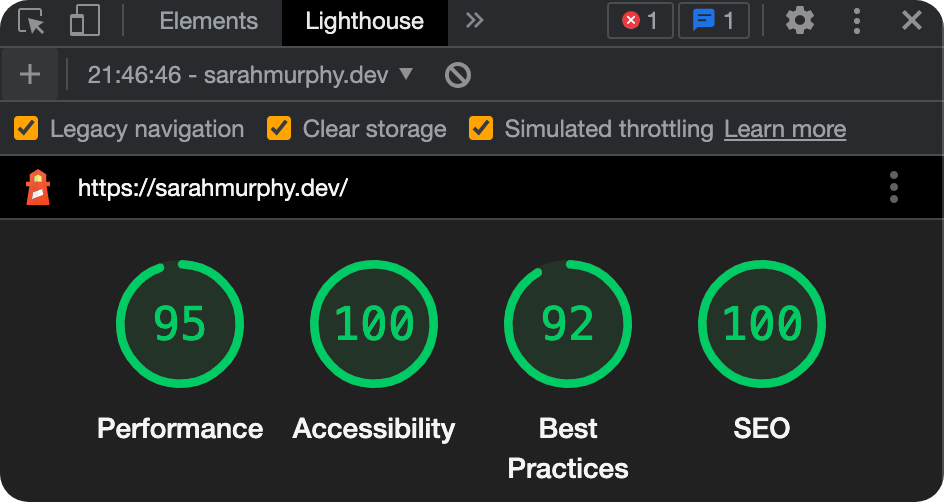 Elements Lighthouse 1 1
21:46:46 - sarahmurphy.dev
Legacy navigation Clear storage Simulated throttling Learn more
https://sarahmurphy.dev/
95 100 92 100
Performance Accessibility Best Practices SEO